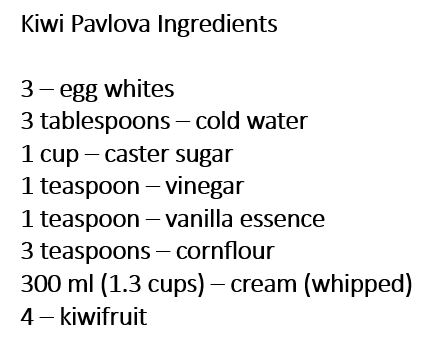 Kiwi Pavlova Ingredients
3 – egg whites
3 tablespoons – cold water
1 cup – caster sugar
1 teaspoon – vinegar
1 teaspoon – vanilla essence
3 teaspoons – cornflour
300 ml (1.3 cups) – cream (whipped)
4 – kiwifruit